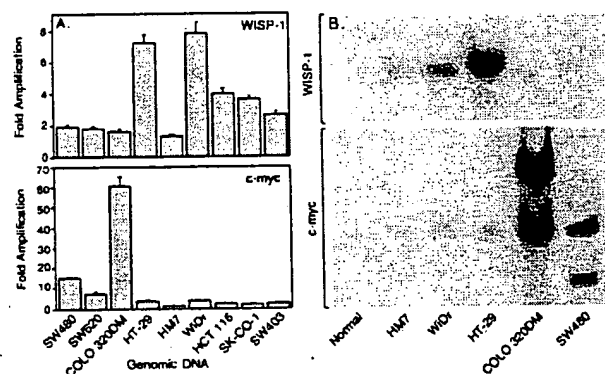 A.
WISP-1
Fold Amplification
8
6
4
2
0
c-myc
Fold Amplification
75
60
50
40
30
20
10
0
SW480
SW620
COLO 320DM
HT-29
HM7
WiDr
HCT 116
SK-CO-1
SW403
Genomic DNA
B.
WISP-1
c-myc
Normal
HM7
WiDr
HT-29
COLO 320DM
SW480